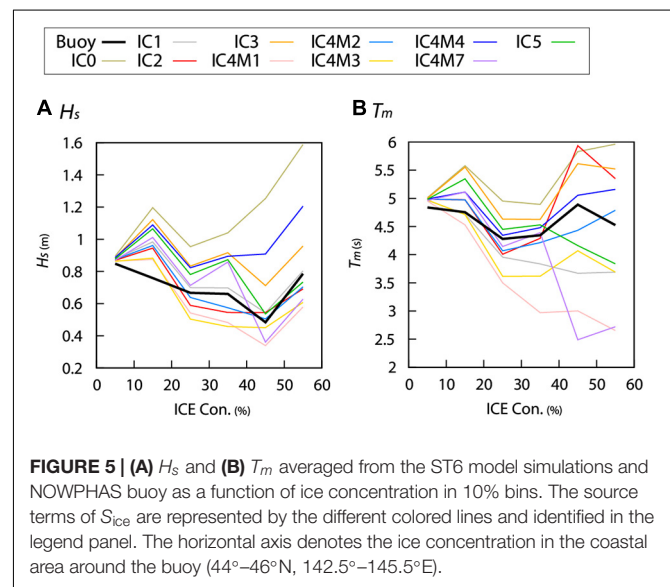 Buoy IC1 IC3 IC4M2 IC4M4 IC5
IC0 IC2 IC4M1 IC4M3 IC4M7
A Hs
B Tm
1.6
1.4
1.2
1
0.8
0.6
0.4
0.2
Hs (m)
0 10 20 30 40 50 60
ICE Con. (%)
6
5.5
5
4.5
4
3.5
3
2.5
2
Tm (s)
0 10 20 30 40 50 60
ICE Con. (%)
FIGURE 5 | (A) Hs and (B) Tm averaged from the ST6 model simulations and
NOWPHAS buoy as a function of ice concentration in 10% bins. The source
terms of Sice are represented by the different colored lines and identified in the
legend panel. The horizontal axis denotes the ice concentration in the coastal
area around the buoy (44°–46°N, 142.5°–145.5°E).